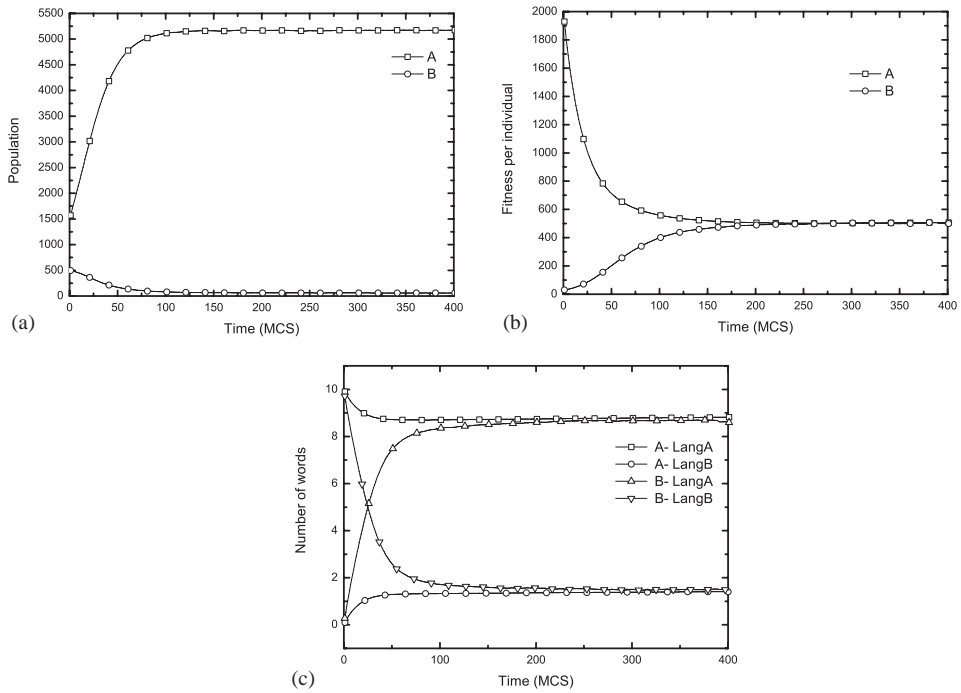 5500
5000
4500
4000
3500
3000
2500
2000
1500
1000
500
0
Population
A
B
0 50 100 150 200 250 300 350 400
Time (MCS)
(a)
2000
1800
1600
1400
1200
1000
800
600
400
200
0
Fitness per individual
A
B
0 50 100 150 200 250 300 350 400
Time (MCS)
(b)
10
8
6
4
2
0
Number of words
A- LangA
A- LangB
B- LangA
B- LangB
0 100 200 300 400
Time (MCS)
(c)